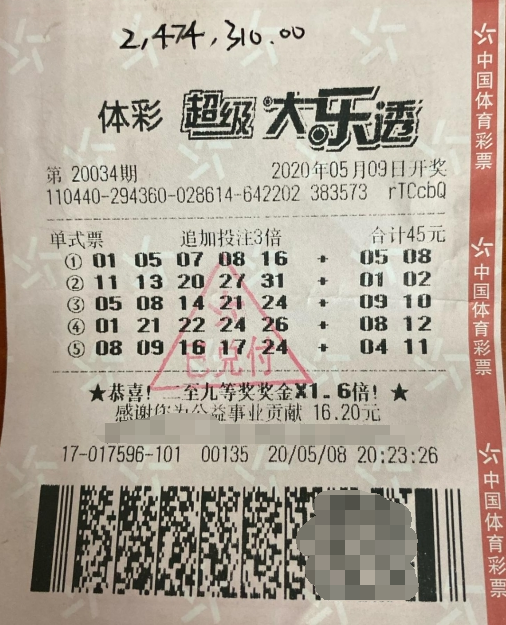 2,474,310.00
体彩 超级大乐透
第 20034期 2020年05月09日开奖
110440-294360-028614-642202 383573 rTCcbQ
单式票 追加投注3倍 合计45元
① 01 05 07 08 16 + 05 08
② 11 13 20 27 31 + 01 02
③ 05 08 14 21 24 + 09 10
④ 01 21 22 24 26 + 08 12
⑤ 08 09 16 17 24 + 04 11
已兑付
★恭喜! 二至九等奖奖金X1.6倍! ★
感谢您为公益事业贡献 16.20元
17-017596-101 00135 20/05/08 20:23:26
中国体育彩票
中国体育彩票
中国体育彩票